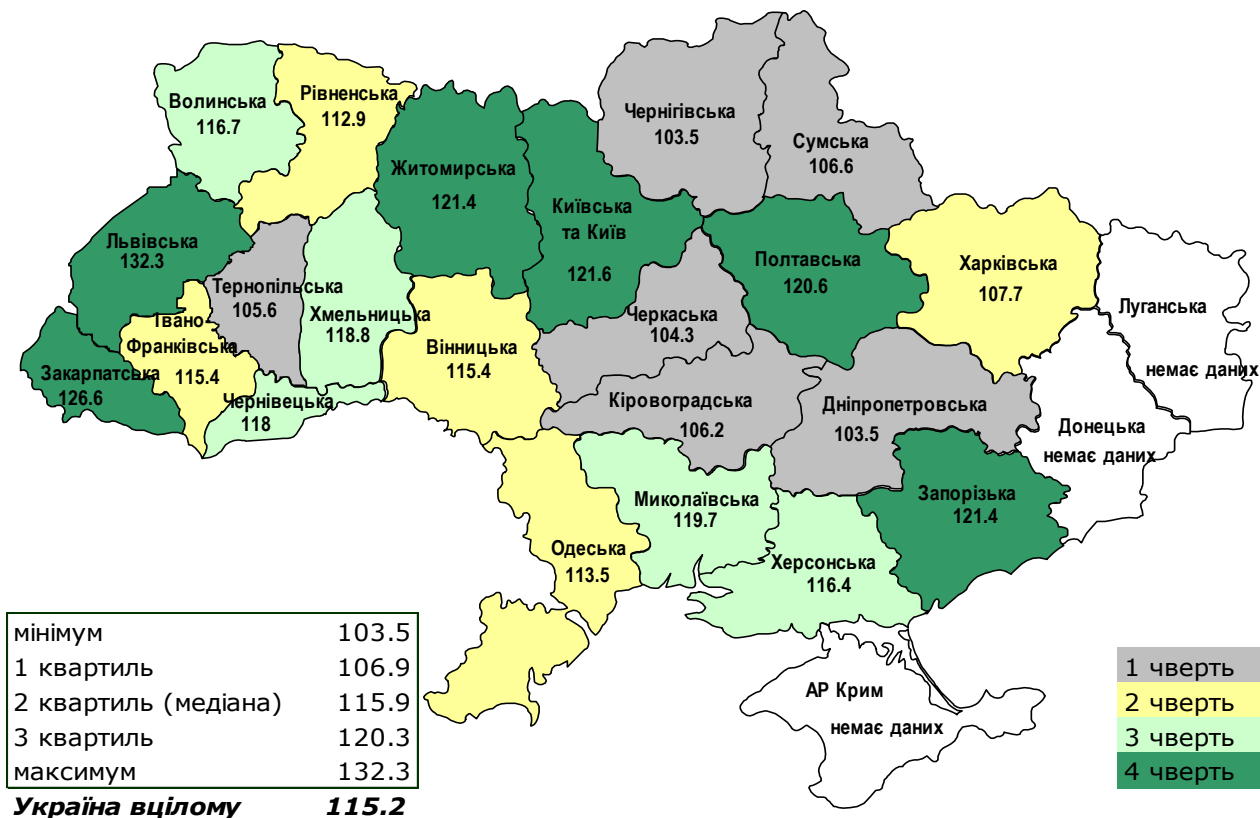 Волинська
116.7
Рівненська
112.9
Житомирська
121.4
Київська
та Київ
121.6
Чернігівська
103.5
Сумська
106.6
Львівська
132.3
Тернопільська
105.6
Хмельницька
118.8
Івано-
Франківська
115.4
Закарпатська
126.6
Чернівецька
118
Вінницька
115.4
Черкаська
104.3
Полтавська
120.6
Харківська
107.7
Луганська
немає даних
Кіровоградська
106.2
Дніпропетровська
103.5
Донецька
немає даних
Одеська
113.5
Миколаївська
119.7
Херсонська
116.4
Запорізька
121.4
АР Крим
немає даних
мінімум 103.5
1 квартиль 106.9
2 квартиль (медіана) 115.9
3 квартиль 120.3
максимум 132.3
Україна вцілому 115.2
1 чверть
2 чверть
3 чверть
4 чверть